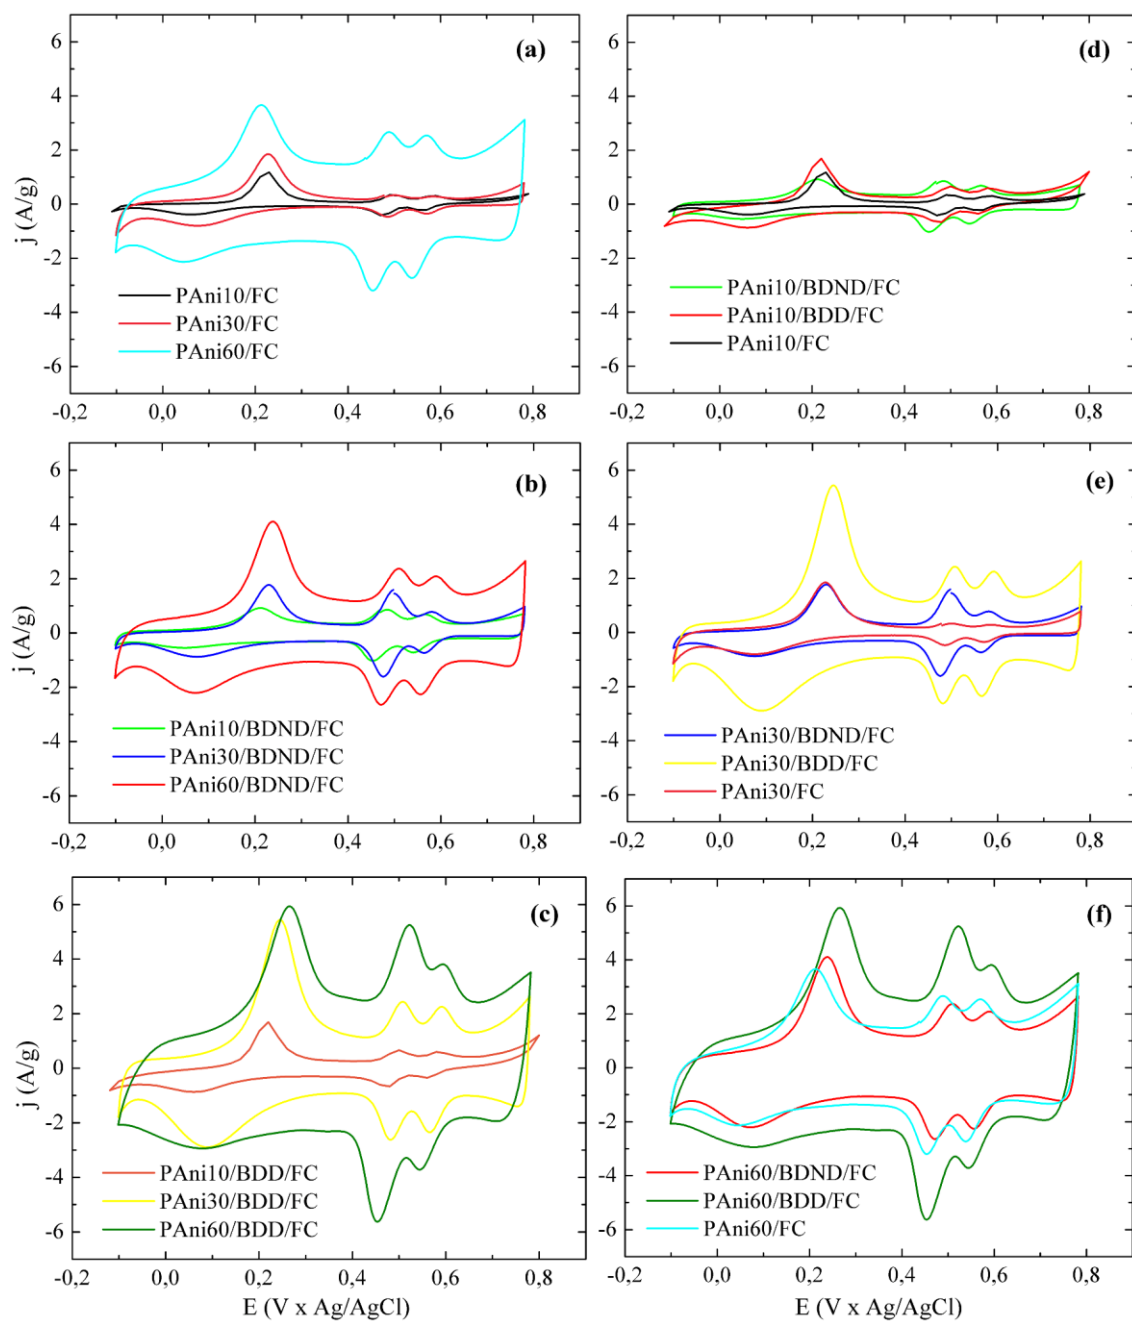 (a)
6
4
2
0
-2
-4
-6
j (A/g)
PAni10/FC
PAni30/FC
PAni60/FC
-0,2 0,0 0,2 0,4 0,6 0,8
(d)
6
4
2
0
-2
-4
-6
PAni10/BDND/FC
PAni10/BDD/FC
PAni10/FC
-0,2 0,0 0,2 0,4 0,6 0,8
(b)
6
4
2
0
-2
-4
-6
j (A/g)
PAni10/BDND/FC
PAni30/BDND/FC
PAni60/BDND/FC
-0,2 0,0 0,2 0,4 0,6 0,8
(e)
6
4
2
0
-2
-4
-6
PAni30/BDND/FC
PAni30/BDD/FC
PAni30/FC
-0,2 0,0 0,2 0,4 0,6 0,8
(c)
6
4
2
0
-2
-4
-6
j (A/g)
PAni10/BDD/FC
PAni30/BDD/FC
PAni60/BDD/FC
-0,2 0,0 0,2 0,4 0,6 0,8
E (V x Ag/AgCl)
(f)
6
4
2
0
-2
-4
-6
PAni60/BDND/FC
PAni60/BDD/FC
PAni60/FC
-0,2 0,0 0,2 0,4 0,6 0,8
E (V x Ag/AgCl)